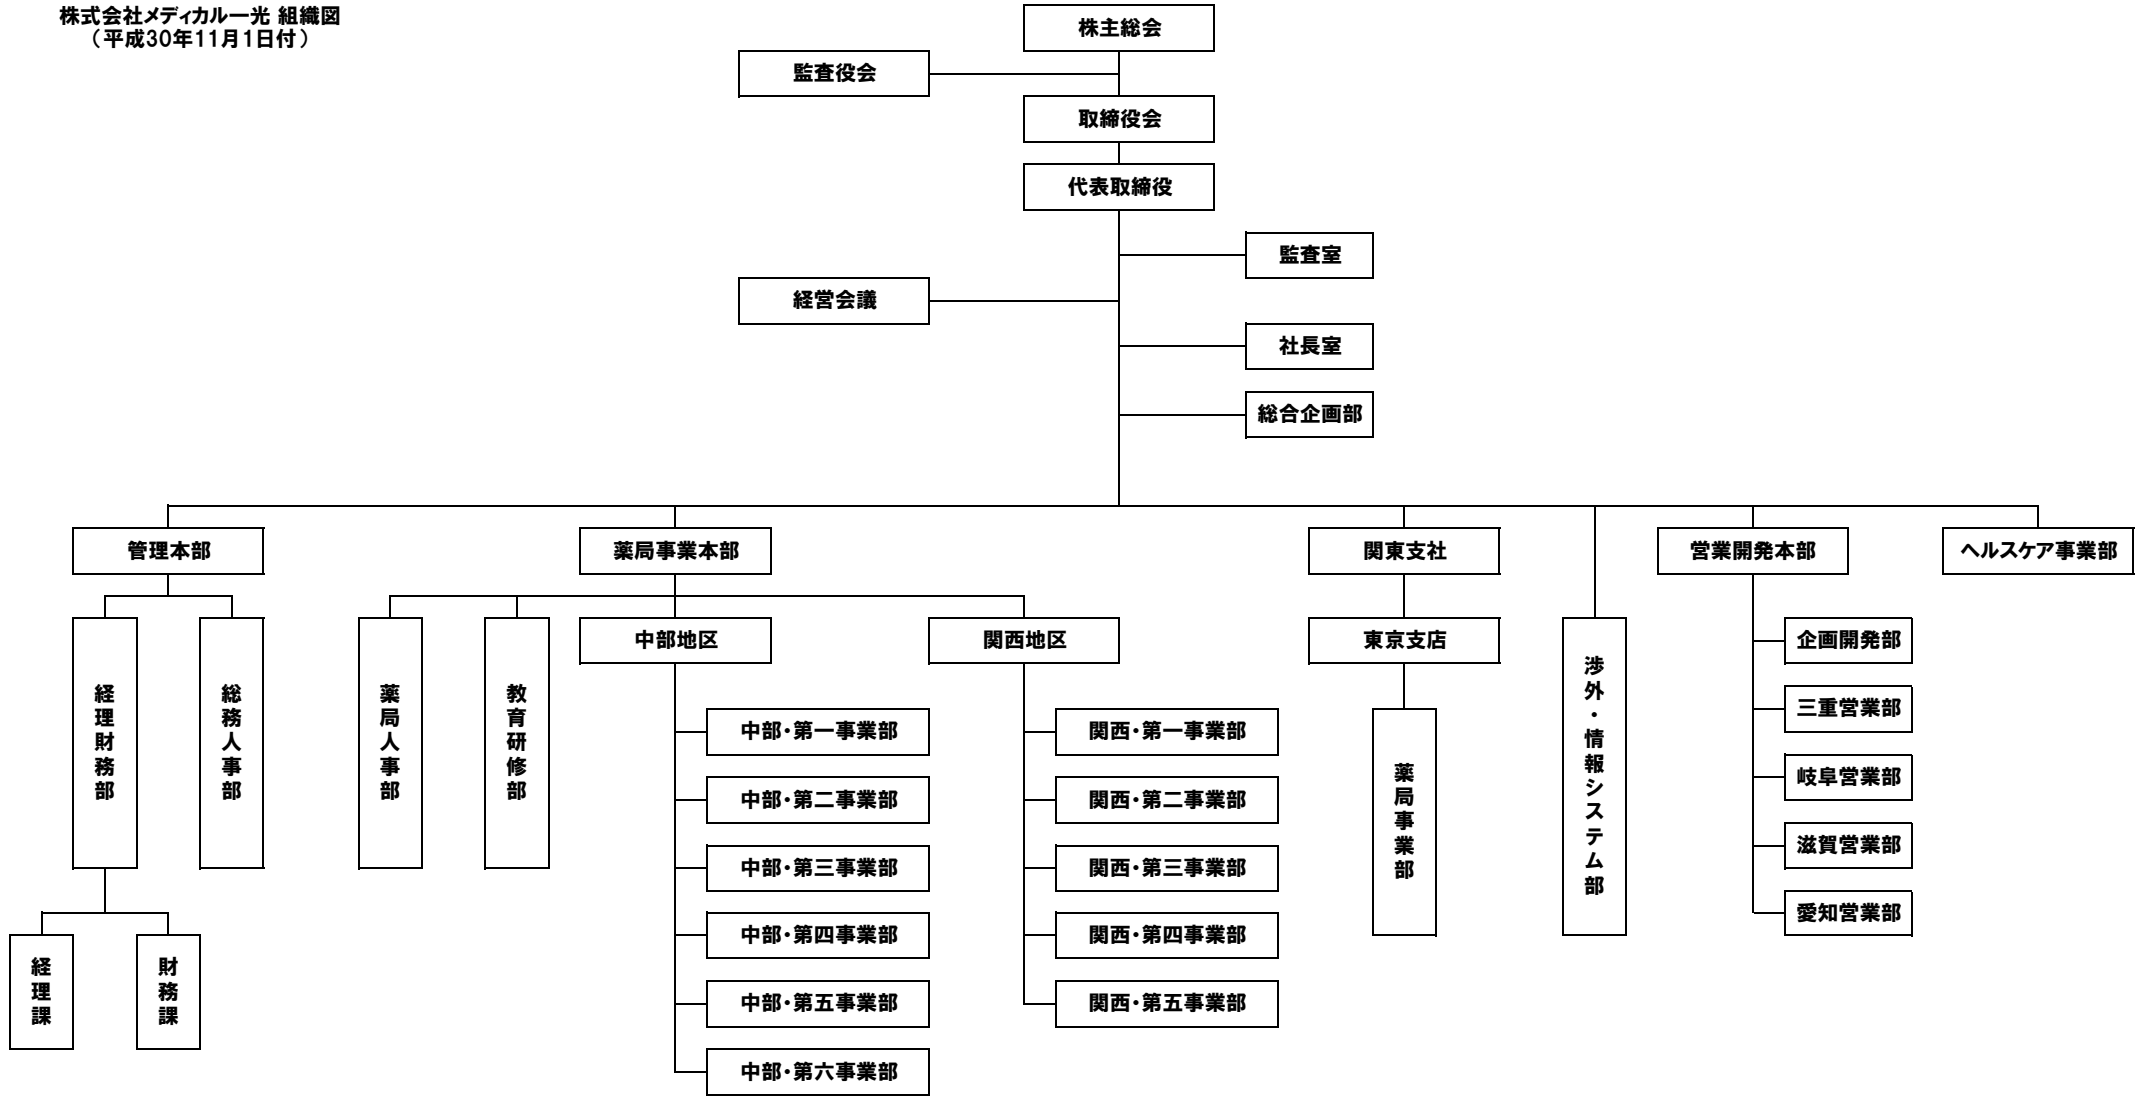 株式会社メディカル一光 組織図
（平成30年11月1日付）
株主総会
監査役会
取締役会
代表取締役
監査室
経営会議
社長室
総合企画部
管理本部
薬局事業本部
関東支社
営業開発本部
ヘルスケア事業部
経理財務部
総務人事部
薬局人事部
教育研修部
中部地区
関西地区
東京支店
渉外・情報システム部
企画開発部
三重営業部
岐阜営業部
滋賀営業部
愛知営業部
中部・第一事業部
中部・第二事業部
中部・第三事業部
中部・第四事業部
中部・第五事業部
中部・第六事業部
関西・第一事業部
関西・第二事業部
関西・第三事業部
関西・第四事業部
関西・第五事業部
薬局事業部
経理課
財務課